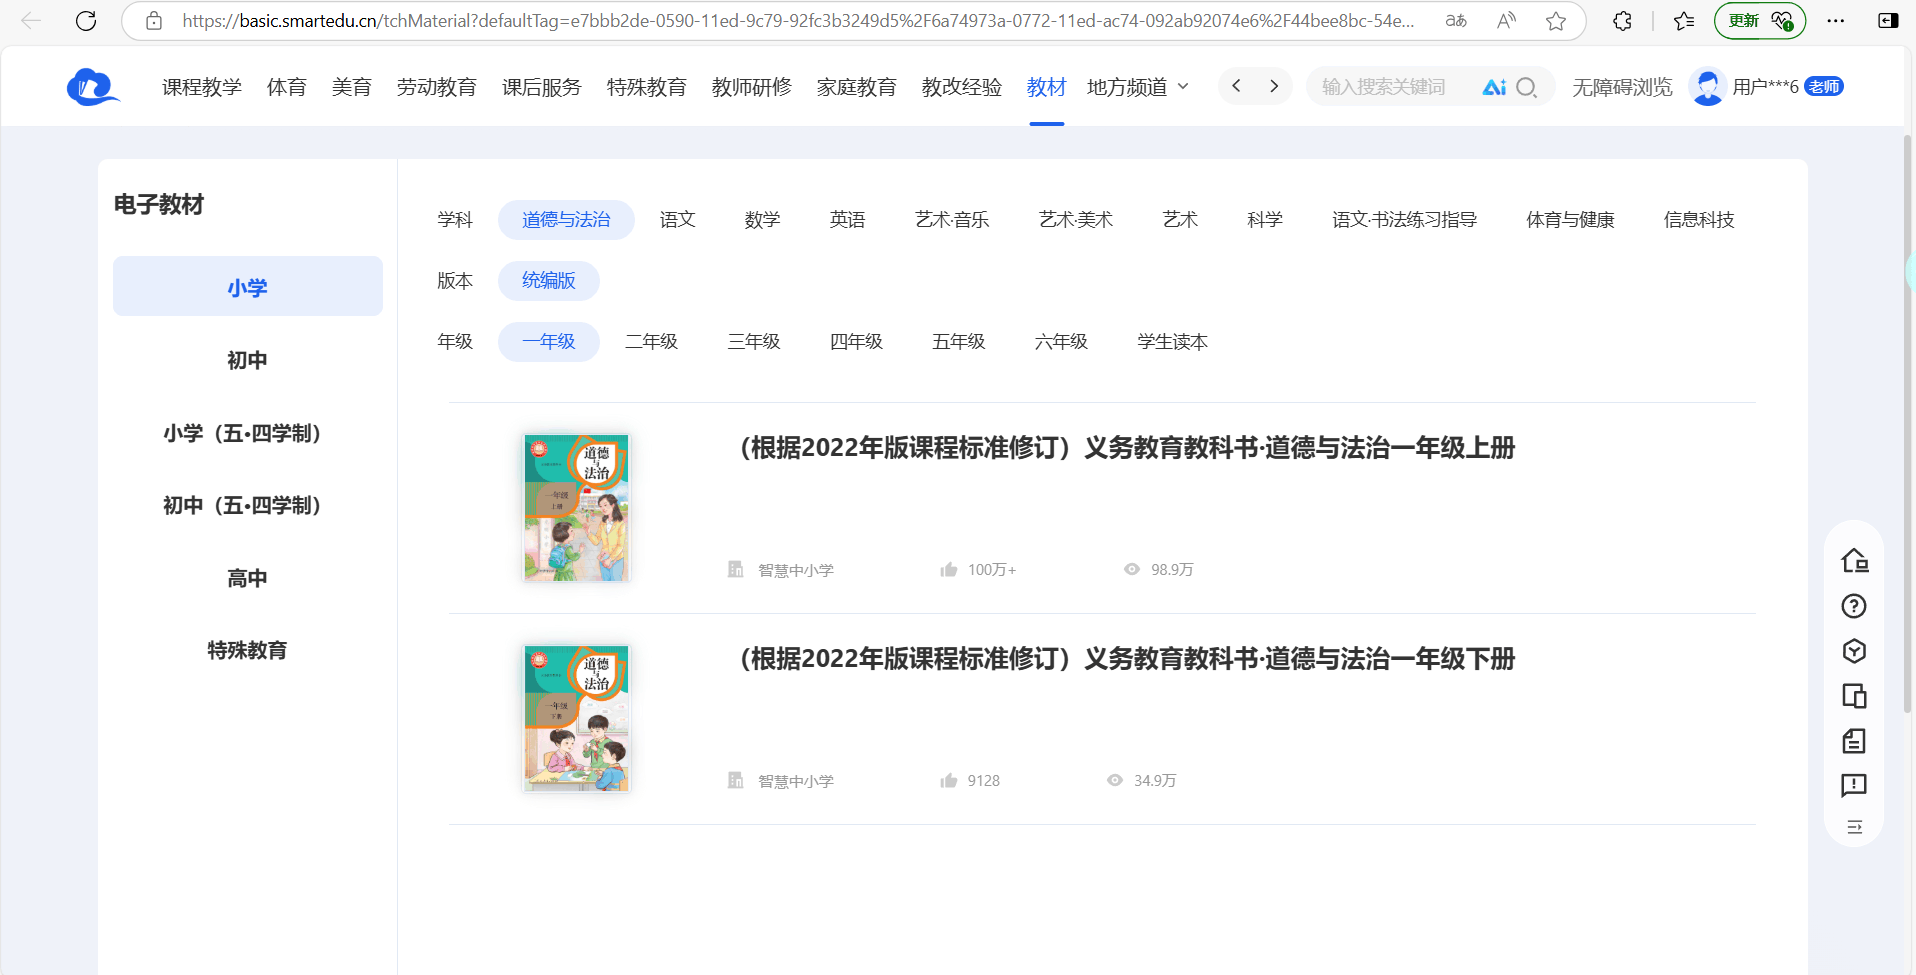 https://basic.smartedu.cn/tchMaterial?defaultTag=e7bbb2de-0590-11ed-9c79-92fc3b3249d5%2F6a74973a-0772-11ed-ac74-092ab92074e6%2F44bee8bc-54e...
更新
课程教学 体育 美育 劳动教育 课后服务 特殊教育 教师研修 家庭教育 教改经验 教材 地方频道 输入搜索关键词 Ai 无障碍浏览 用户***6 老师
电子教材
小学
初中
小学（五·四学制）
初中（五·四学制）
高中
特殊教育
学科 道德与法治 语文 数学 英语 艺术·音乐 艺术·美术 艺术 科学 语文·书法练习指导 体育与健康 信息科技
版本 统编版
年级 一年级 二年级 三年级 四年级 五年级 六年级 学生读本
道德
与
法治
一年级
上册
（根据2022年版课程标准修订）义务教育教科书·道德与法治一年级上册
智慧中小学 100万+ 98.9万
道德
与
法治
一年级
下册
（根据2022年版课程标准修订）义务教育教科书·道德与法治一年级下册
智慧中小学 9128 34.9万